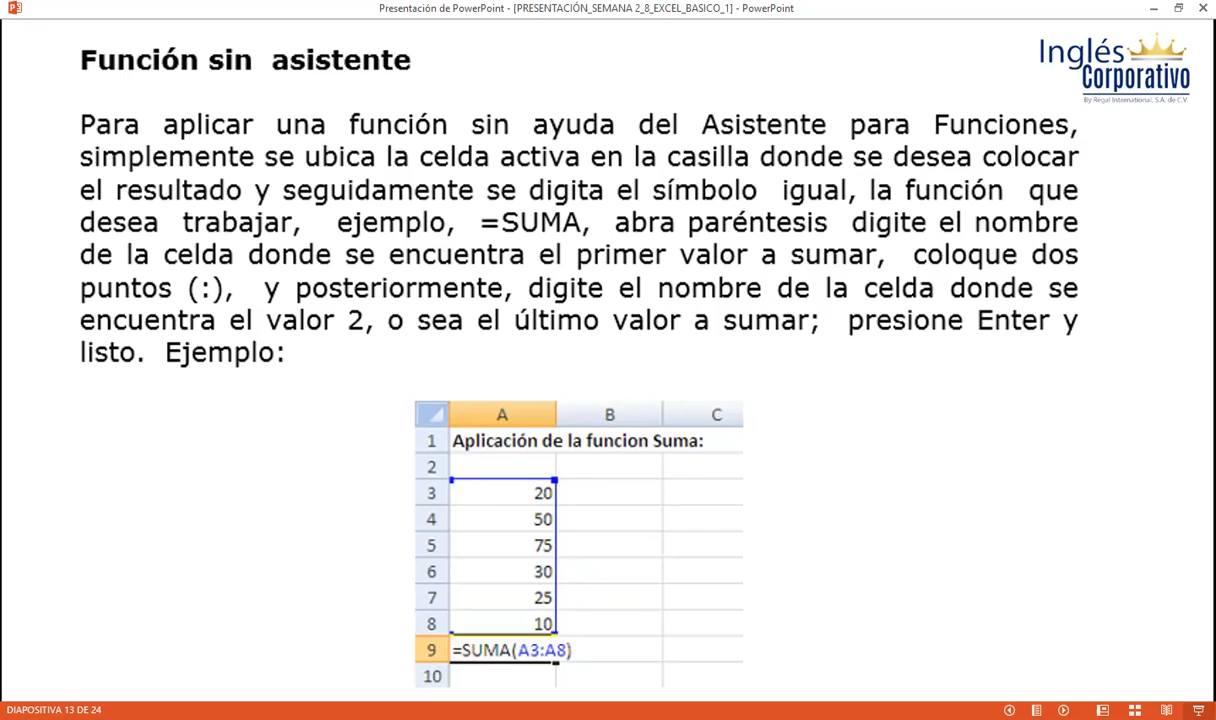 Presentación de PowerPoint - [PRESENTACIÓN_SEMANA 2_8_EXCEL_BASICO_1] - PowerPoint
Función sin  asistente
Inglés
Corporativo
By Regal International, S.A. de C.V.
Para aplicar una función sin ayuda del Asistente para Funciones,
simplemente se ubica la celda activa en la casilla donde se desea colocar
el resultado y seguidamente se digita el símbolo igual, la función que
desea trabajar, ejemplo, =SUMA, abra paréntesis digite el nombre
de la celda donde se encuentra el primer valor a sumar, coloque dos
puntos (:), y posteriormente, digite el nombre de la celda donde se
encuentra el valor 2, o sea el último valor a sumar; presione Enter y
listo. Ejemplo:
A B C
1 Aplicación de la funcion Suma:
2
3 20
4 50
5 75
6 30
7 25
8 10
9 =SUMA(A3:A8)
10
DIAPOSITIVA 13 DE 24